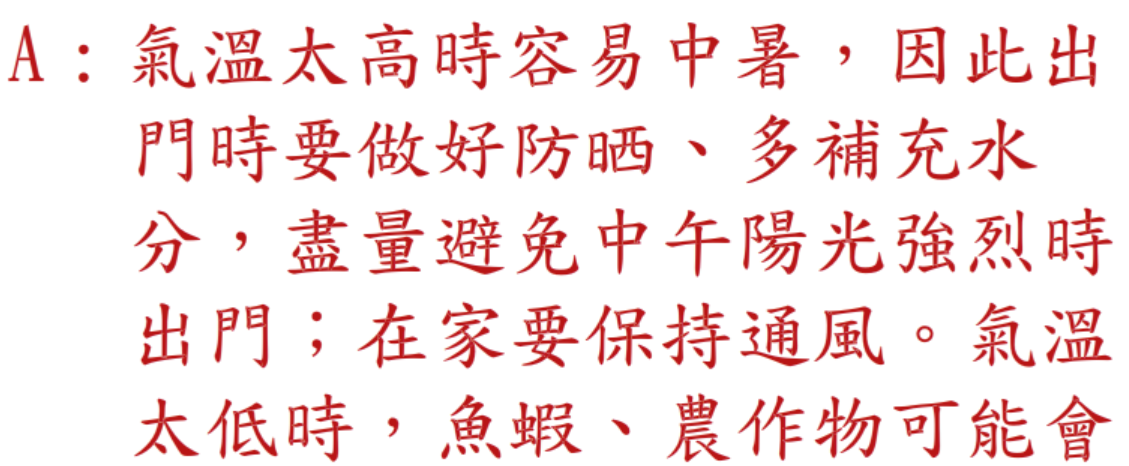 A：氣溫太高時容易中暑，因此出
門時要做好防晒、多補充水
分，盡量避免中午陽光強烈時
出門；在家要保持通風。氣溫
太低時，魚蝦、農作物可能會